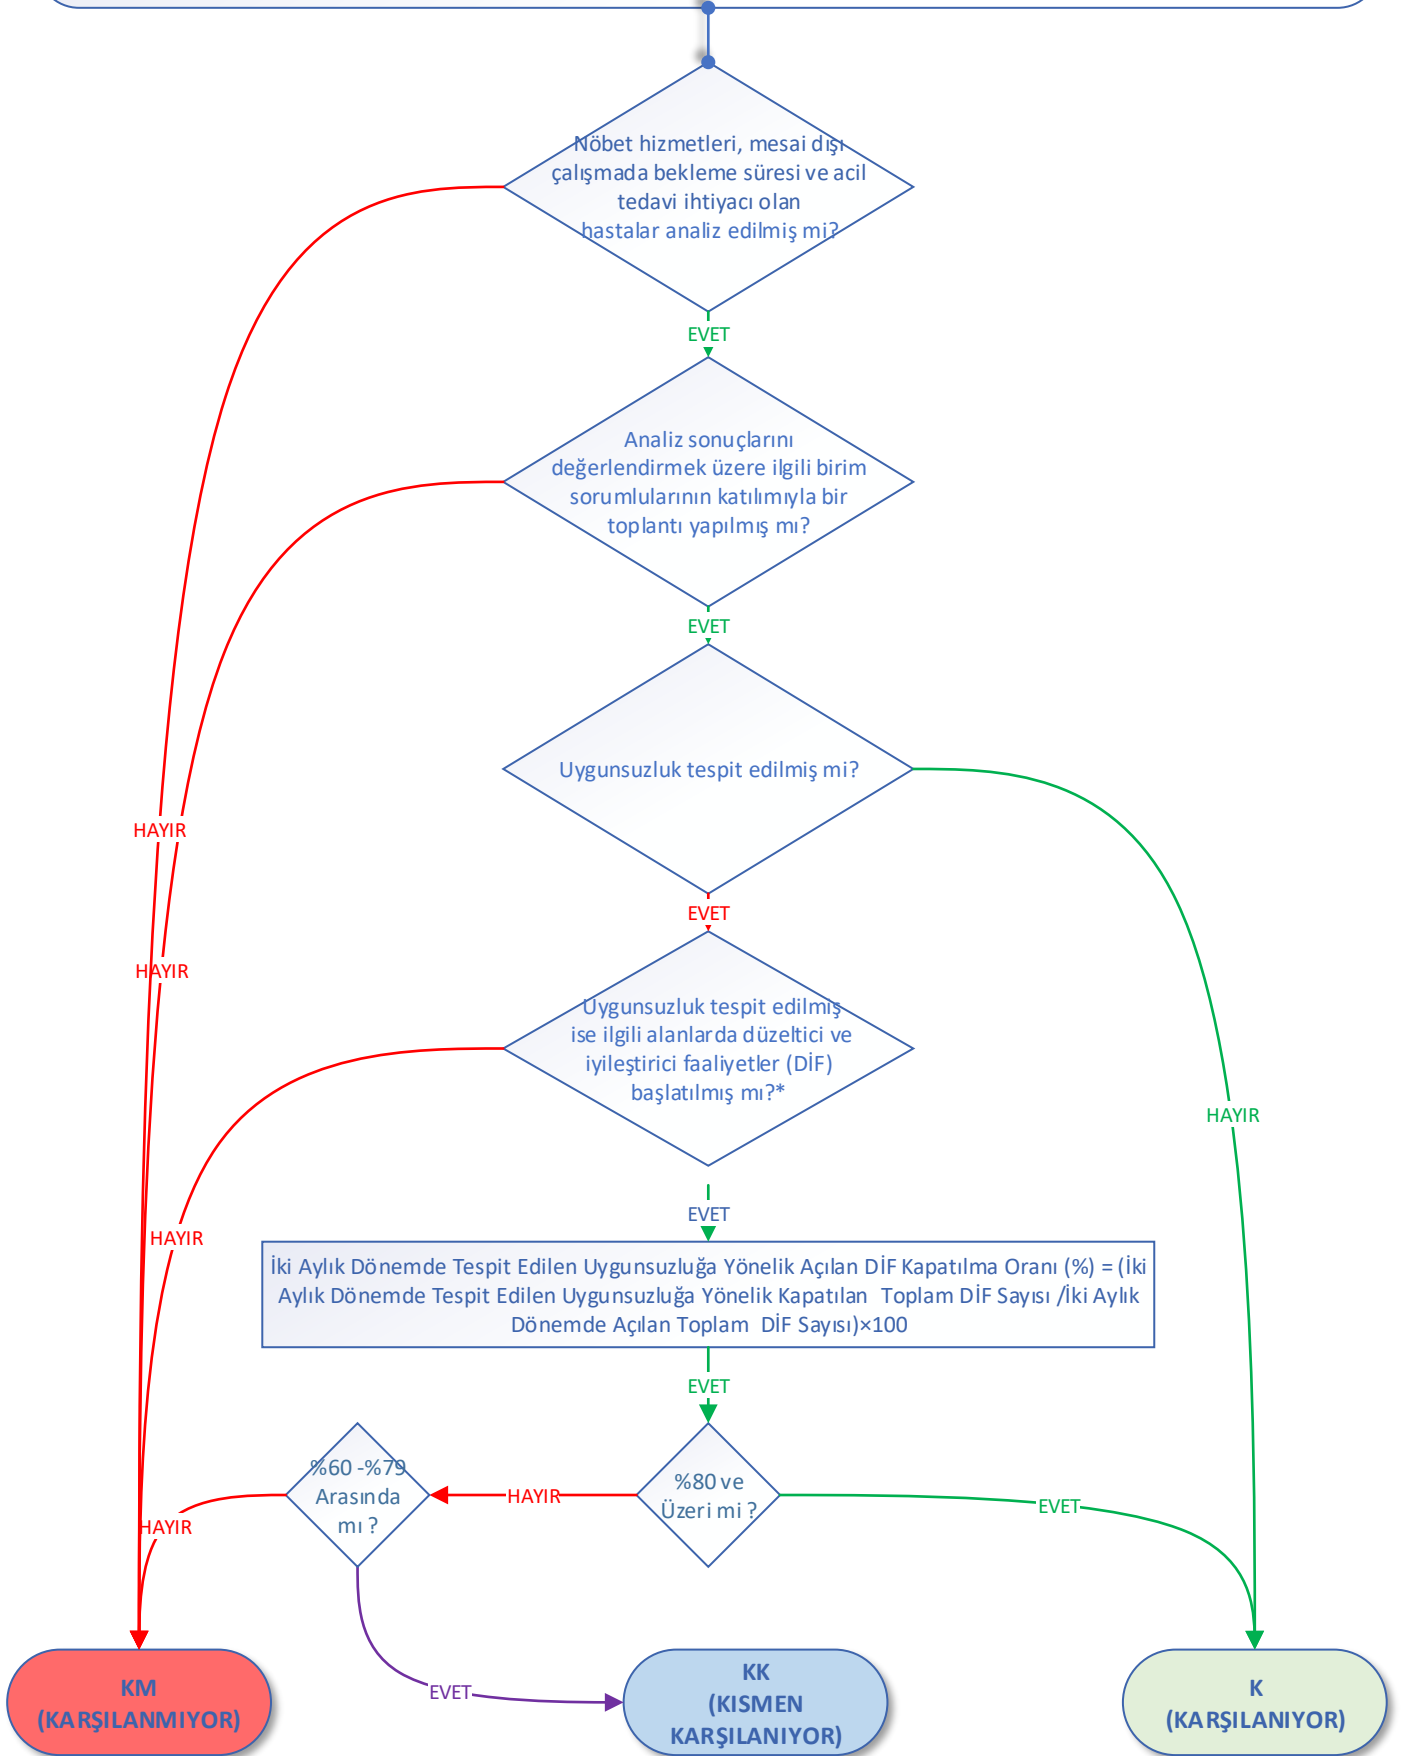 Nöbet hizmetleri, mesai dışı
çalışmada bekleme süresi ve acil
tedavi ihtiyacı olan
hastalar analiz edilmiş mi?
EVET
Analiz sonuçlarını
değerlendirmek üzere ilgili birim
sorumlularının katılımıyla bir
toplantı yapılmış mı?
EVET
Uygunsuzluk tespit edilmiş mi?
HAYIR
EVET
HAYIR
Uygunsuzluk tespit edilmiş
ise ilgili alanlarda düzeltici ve
iyileştirici faaliyetler (DİF)
başlatılmış mı?*
HAYIR
EVET
HAYIR
İki Aylık Dönemde Tespit Edilen Uygunsuzluğa Yönelik Açılan DİF Kapatılma Oranı (%) = (İki
Aylık Dönemde Tespit Edilen Uygunsuzluğa Yönelik Kapatılan Toplam DİF Sayısı /İki Aylık
Dönemde Açılan Toplam DİF Sayısı)×100
EVET
%60 -%79
Arasında
mı ?
HAYIR
%80 ve
Üzeri mi ?
EVET
HAYIR
EVET
KM
(KARŞILANMIYOR)
KK
(KISMEN
KARŞILANIYOR)
K
(KARŞILANIYOR)